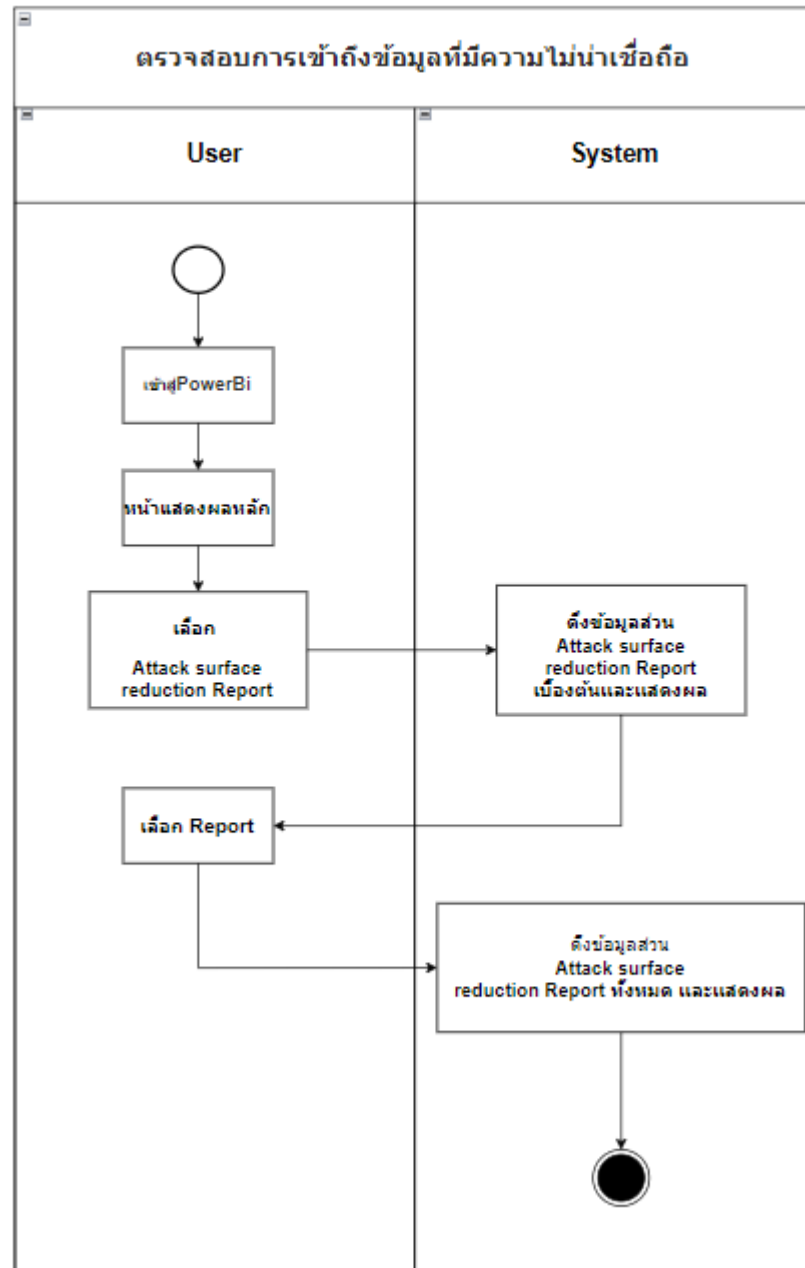 ตรวจสอบการเข้าถึงข้อมูลที่มีความไม่น่าเชื่อถือ
User
System
เข้าสู่PowerBi
หน้าแสดงผลหลัก
เลือก
Attack surface
reduction Report
ดึงข้อมูลส่วน
Attack surface
reduction Report
เบื้องต้นและแสดงผล
เลือก Report
ดึงข้อมูลส่วน
Attack surface
reduction Report ทั้งหมด และแสดงผล